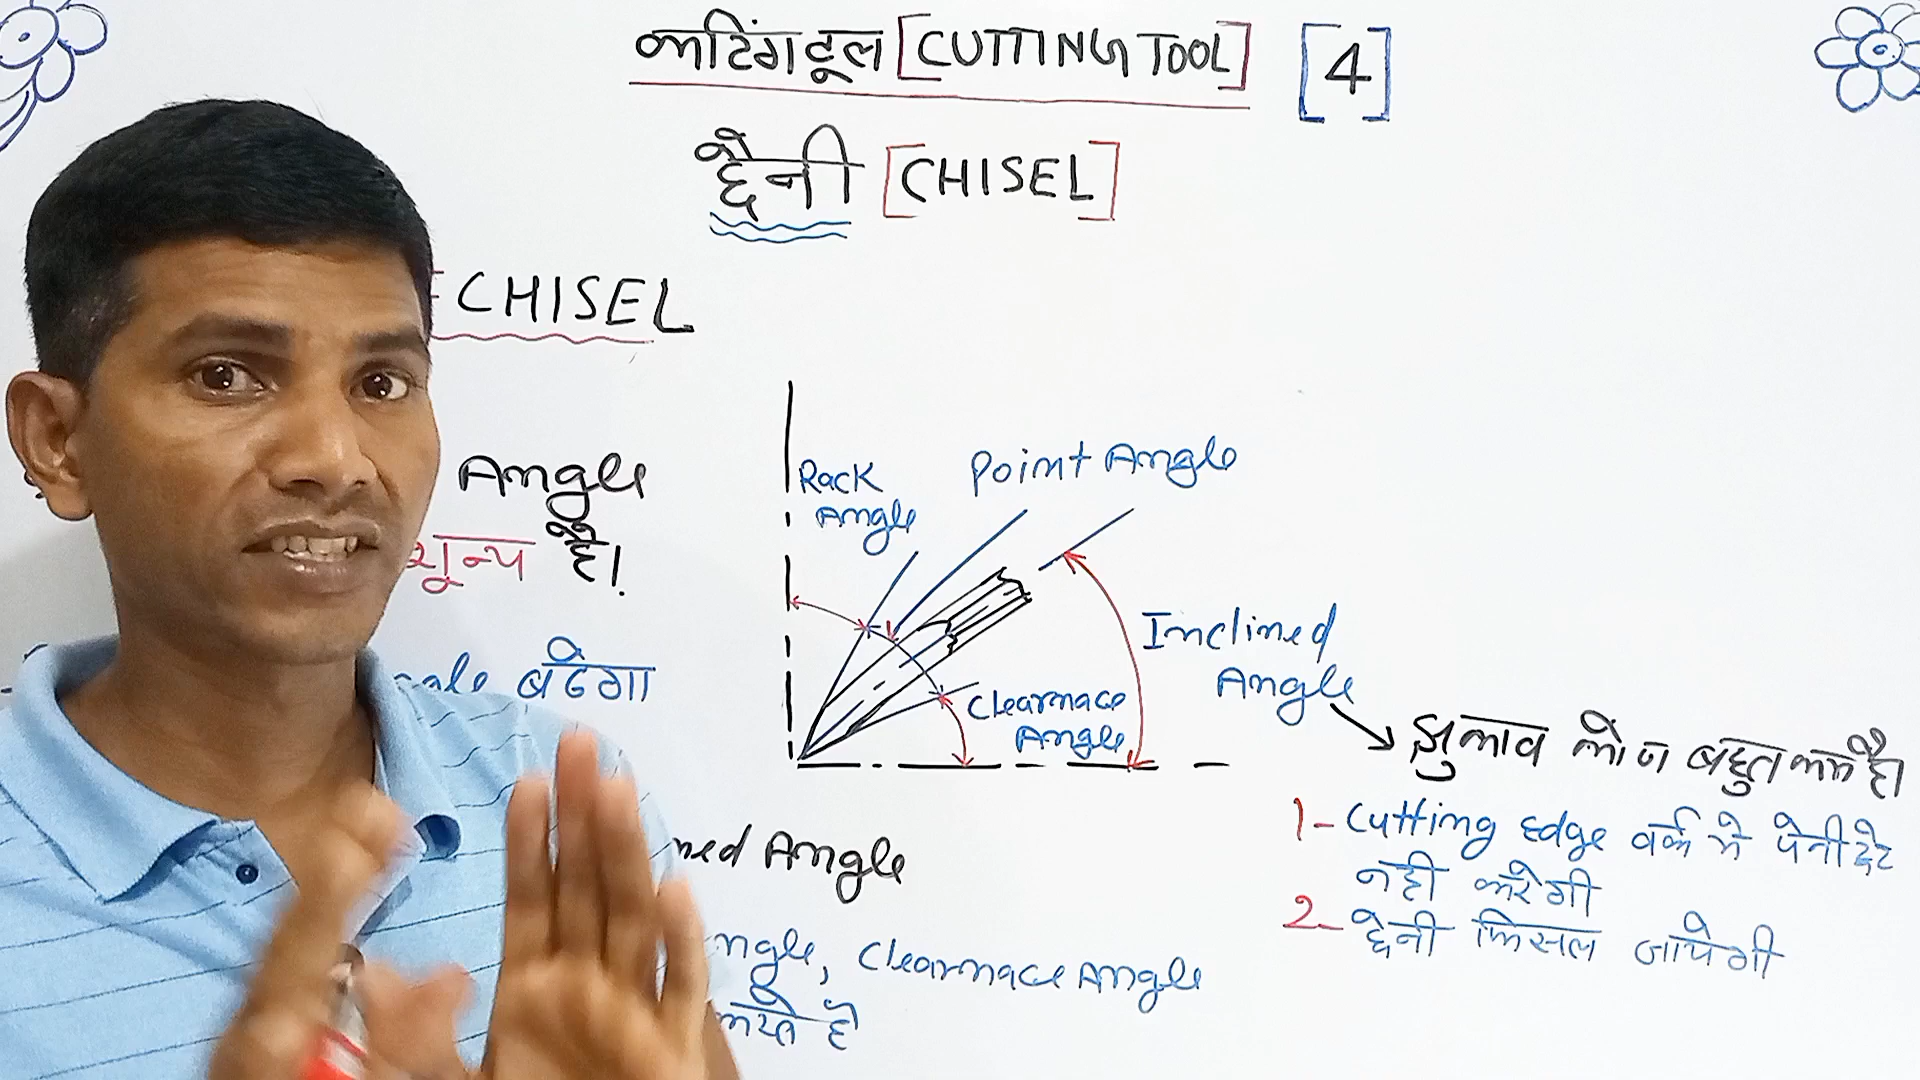 कटिंग टूल [CUTTING TOOL] [4]
छैनी [CHISEL]
CHISEL
Angle
शून्य है।
बढेगा
Rack
Angle
Point Angle
Inclined
Angle
Clearnace
Angle
झुकाव कोण बहुत कम है।
1- Cutting Edge वर्क मे पेनीट्रेट
नही करेगी
2- छैनी फिसल जायेगी
ned Angle
ngle, Clearnace Angle